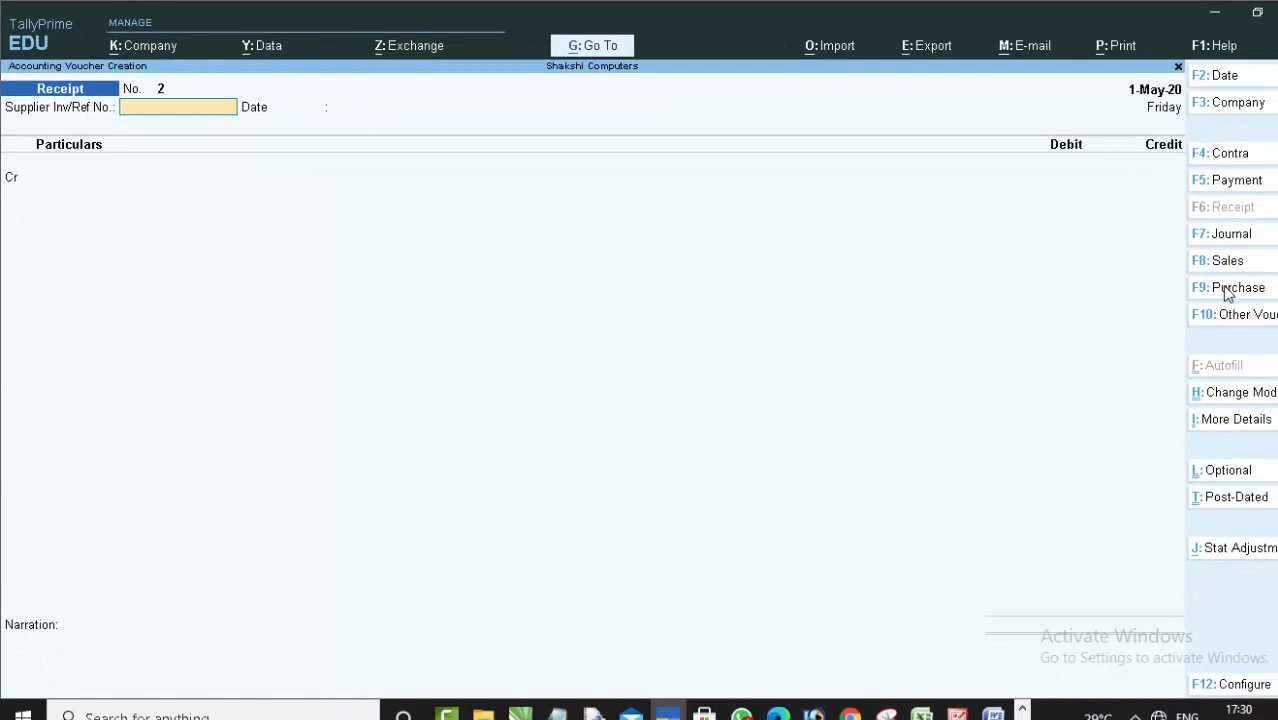 TallyPrime
EDU
MANAGE
K: Company
Y: Data
Z: Exchange
G: Go To
O: Import
E: Export
M: E-mail
P: Print
F1: Help
Accounting Voucher Creation
Shakshi Computers
Receipt
No. 2
1-May-20
Friday
Supplier Inv/Ref No.:
Date :
Particulars
Debit
Credit
Cr
Narration:
F2: Date
F3: Company
F4: Contra
F5: Payment
F6: Receipt
F7: Journal
F8: Sales
F9: Purchase
F10: Other Vou
F: Autofill
H: Change Mod
I: More Details
L: Optional
T: Post-Dated
J: Stat Adjustm
F12: Configure
Activate Windows
Go to Settings to activate Windows.
Search for anything
29°C
ENG
17:30